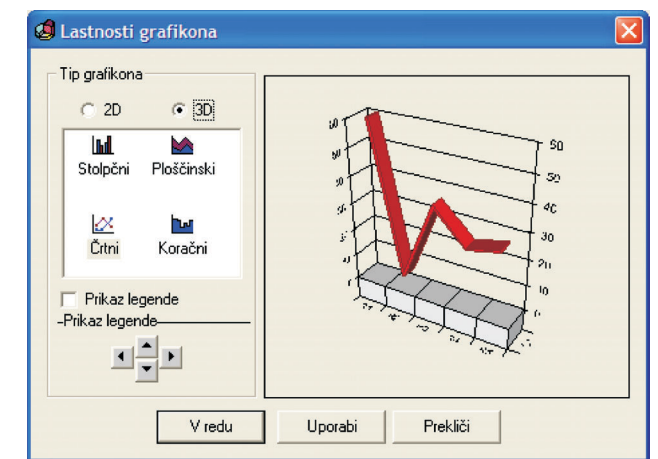 Lastnosti grafikona
Tip grafikona
2D 3D
Stolpčni Ploščinski
Črtni Koračni
Prikaz legende
Prikaz legende
60
50
40
30
20
10
V redu Uporabi Prekliči